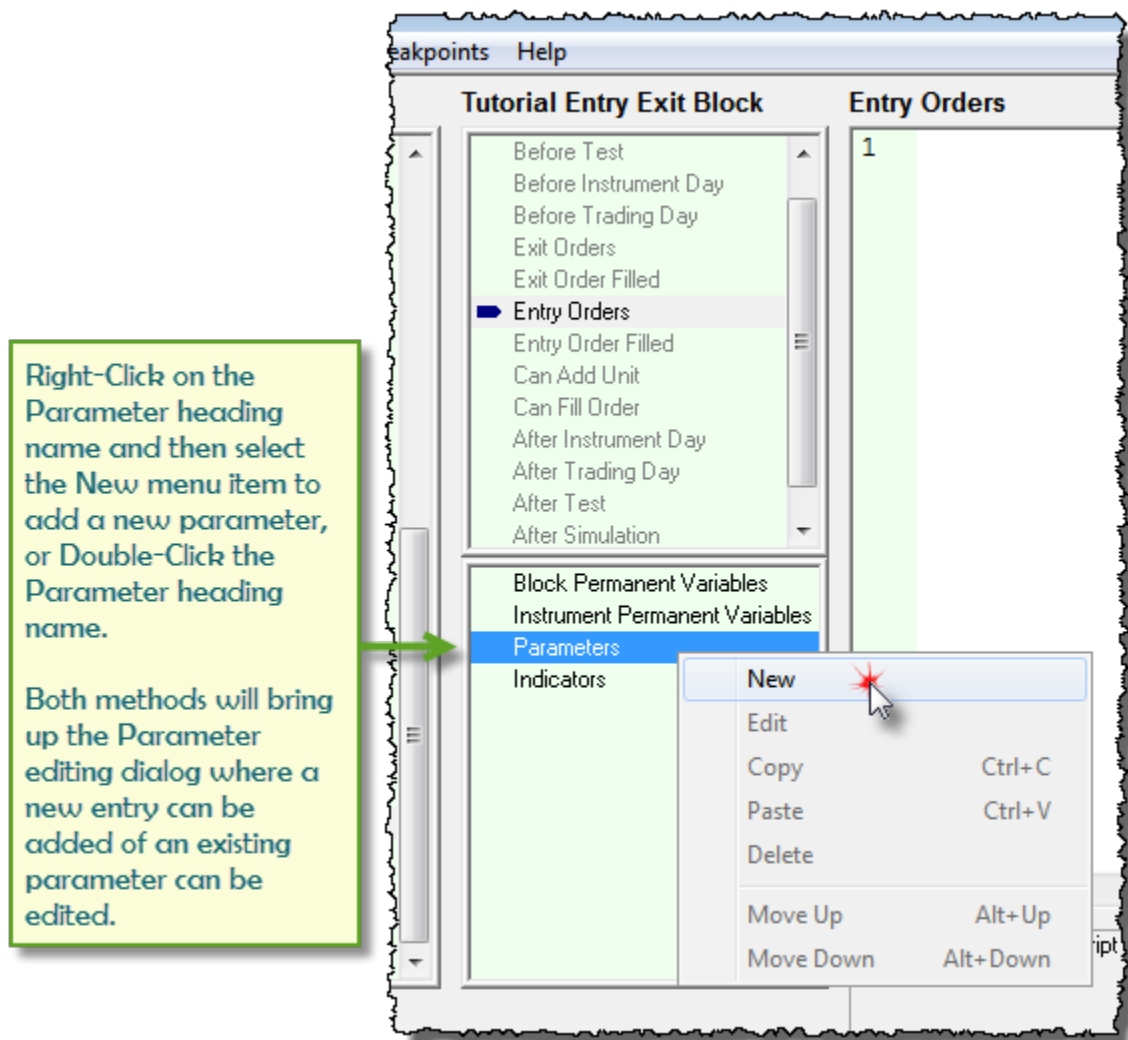 eakpoints Help
Tutorial Entry Exit Block
Entry Orders
Before Test
Before Instrument Day
Before Trading Day
Exit Orders
Exit Order Filled
Entry Orders
Entry Order Filled
Can Add Unit
Can Fill Order
After Instrument Day
After Trading Day
After Test
After Simulation
1
Right-Click on the
Parameter heading
name and then select
the New menu item to
add a new parameter,
or Double-Click the
Parameter heading
name.
Both methods will bring
up the Parameter
editing dialog where a
new entry can be
added of an existing
parameter can be
edited.
Block Permanent Variables
Instrument Permanent Variables
Parameters
Indicators
New
Edit
Copy Ctrl+C
Paste Ctrl+V
Delete
Move Up Alt+Up
Move Down Alt+Down
ript